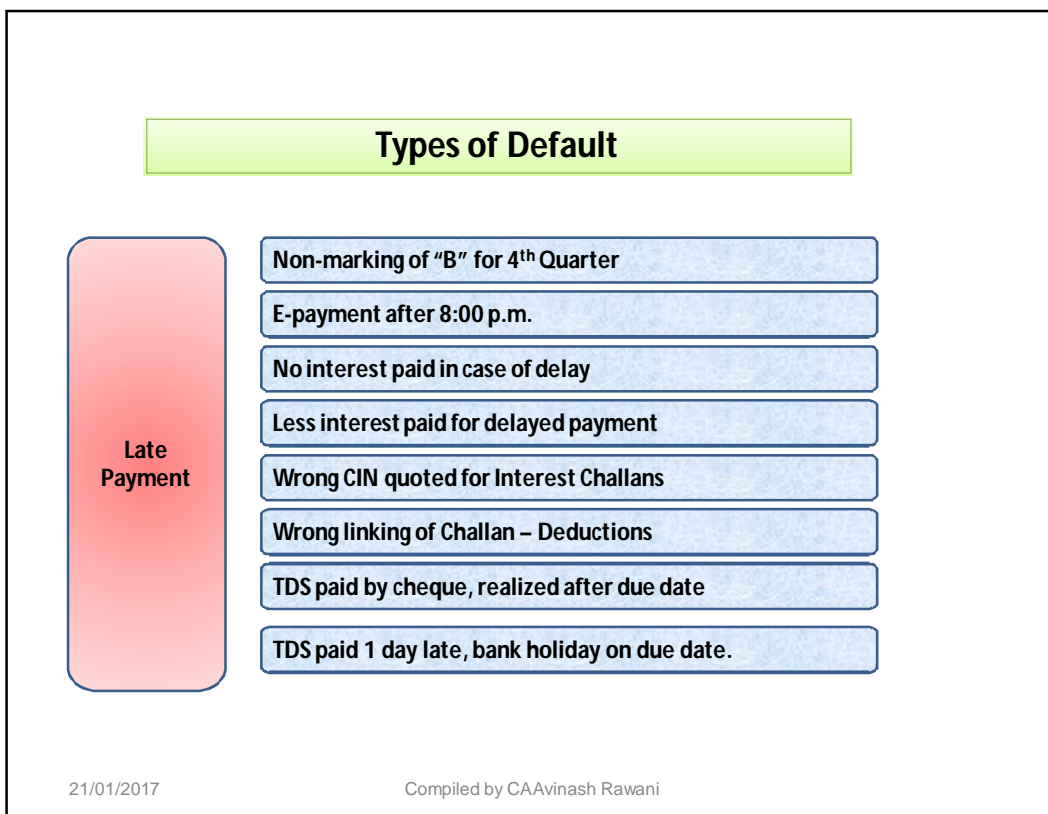 Types of Default
Late
Payment
Non-marking of “B” for 4th Quarter
E-payment after 8:00 p.m.
No interest paid in case of delay
Less interest paid for delayed payment
Wrong CIN quoted for Interest Challans
Wrong linking of Challan – Deductions
TDS paid by cheque, realized after due date
TDS paid 1 day late, bank holiday on due date.
21/01/2017
Compiled by CAAvinash Rawani